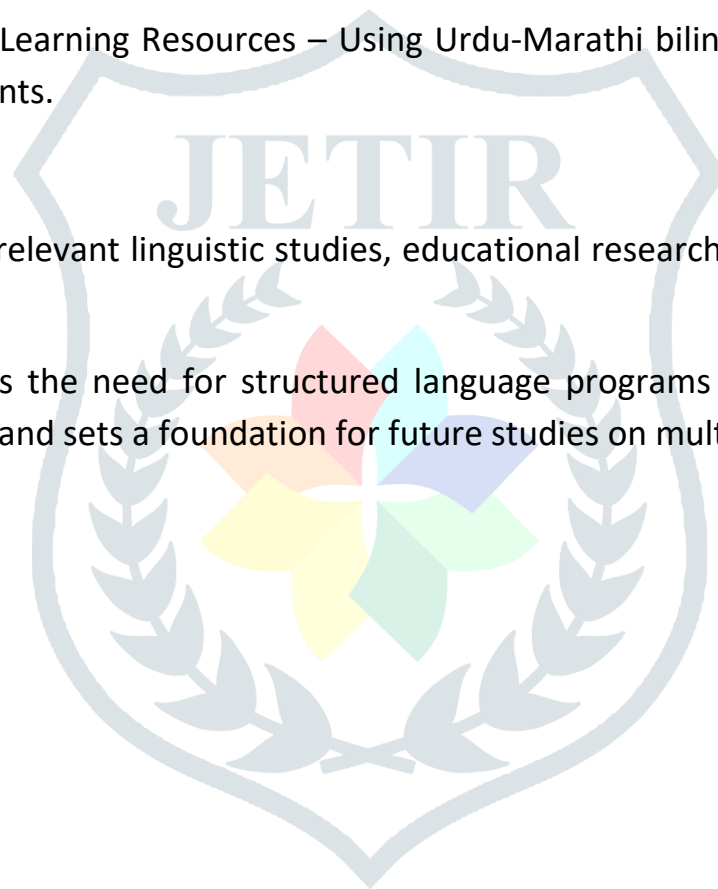 Learning Resources – Using Urdu-Marathi bilin
nts.
JETIR
relevant linguistic studies, educational research
s the need for structured language programs
and sets a foundation for future studies on mult